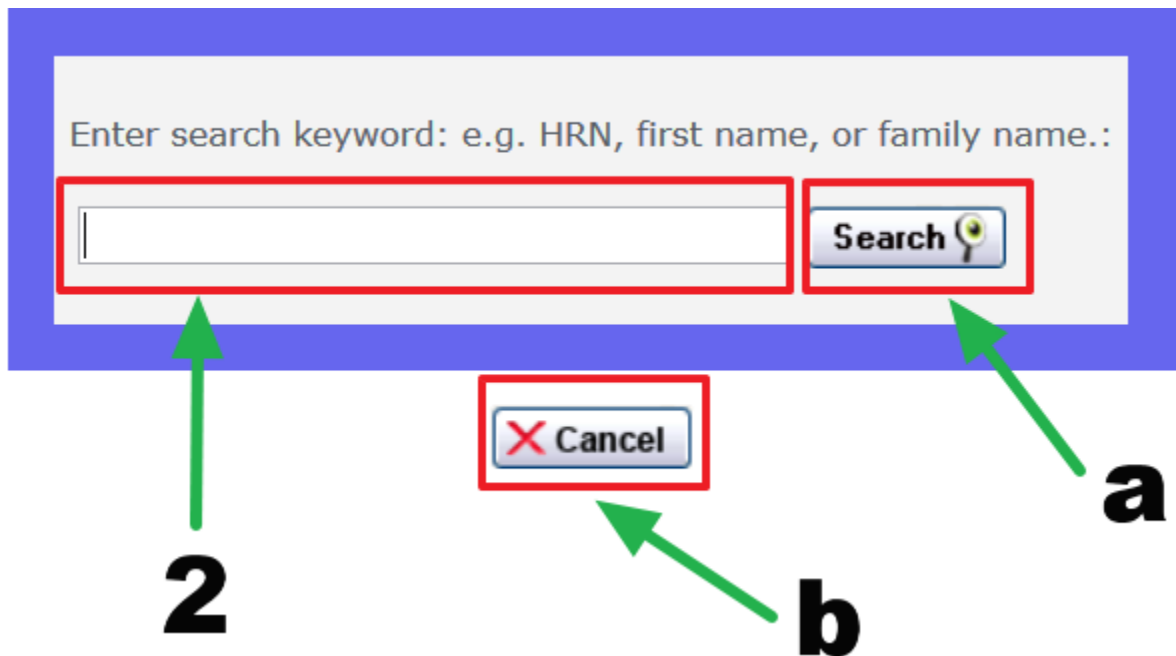 Enter search keyword: e.g. HRN, first name, or family name.:
Search
Cancel
a
2
b